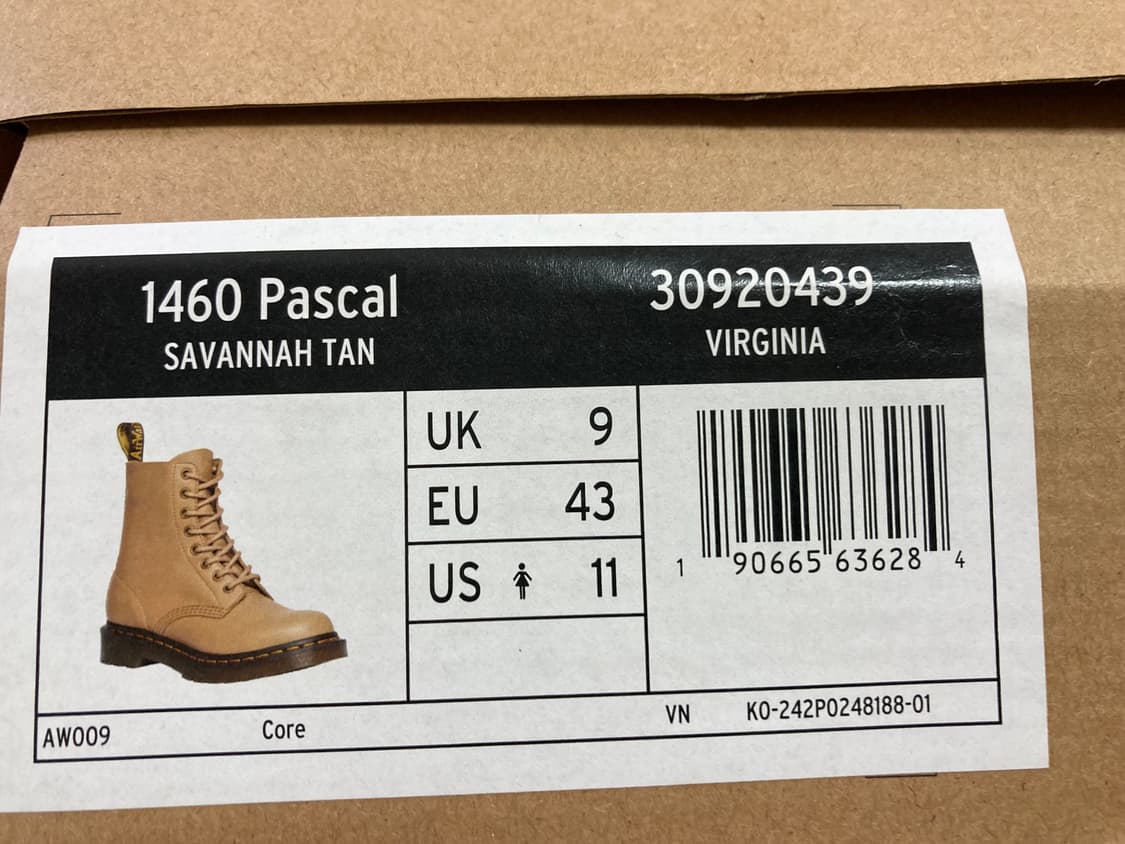 1460 Pascal
SAVANNAH TAN
30920439
VIRGINIA
UK 9
EU 43
US 11
1 90665 63628 4
AW009
Core
VN
KO-242P0248188-01